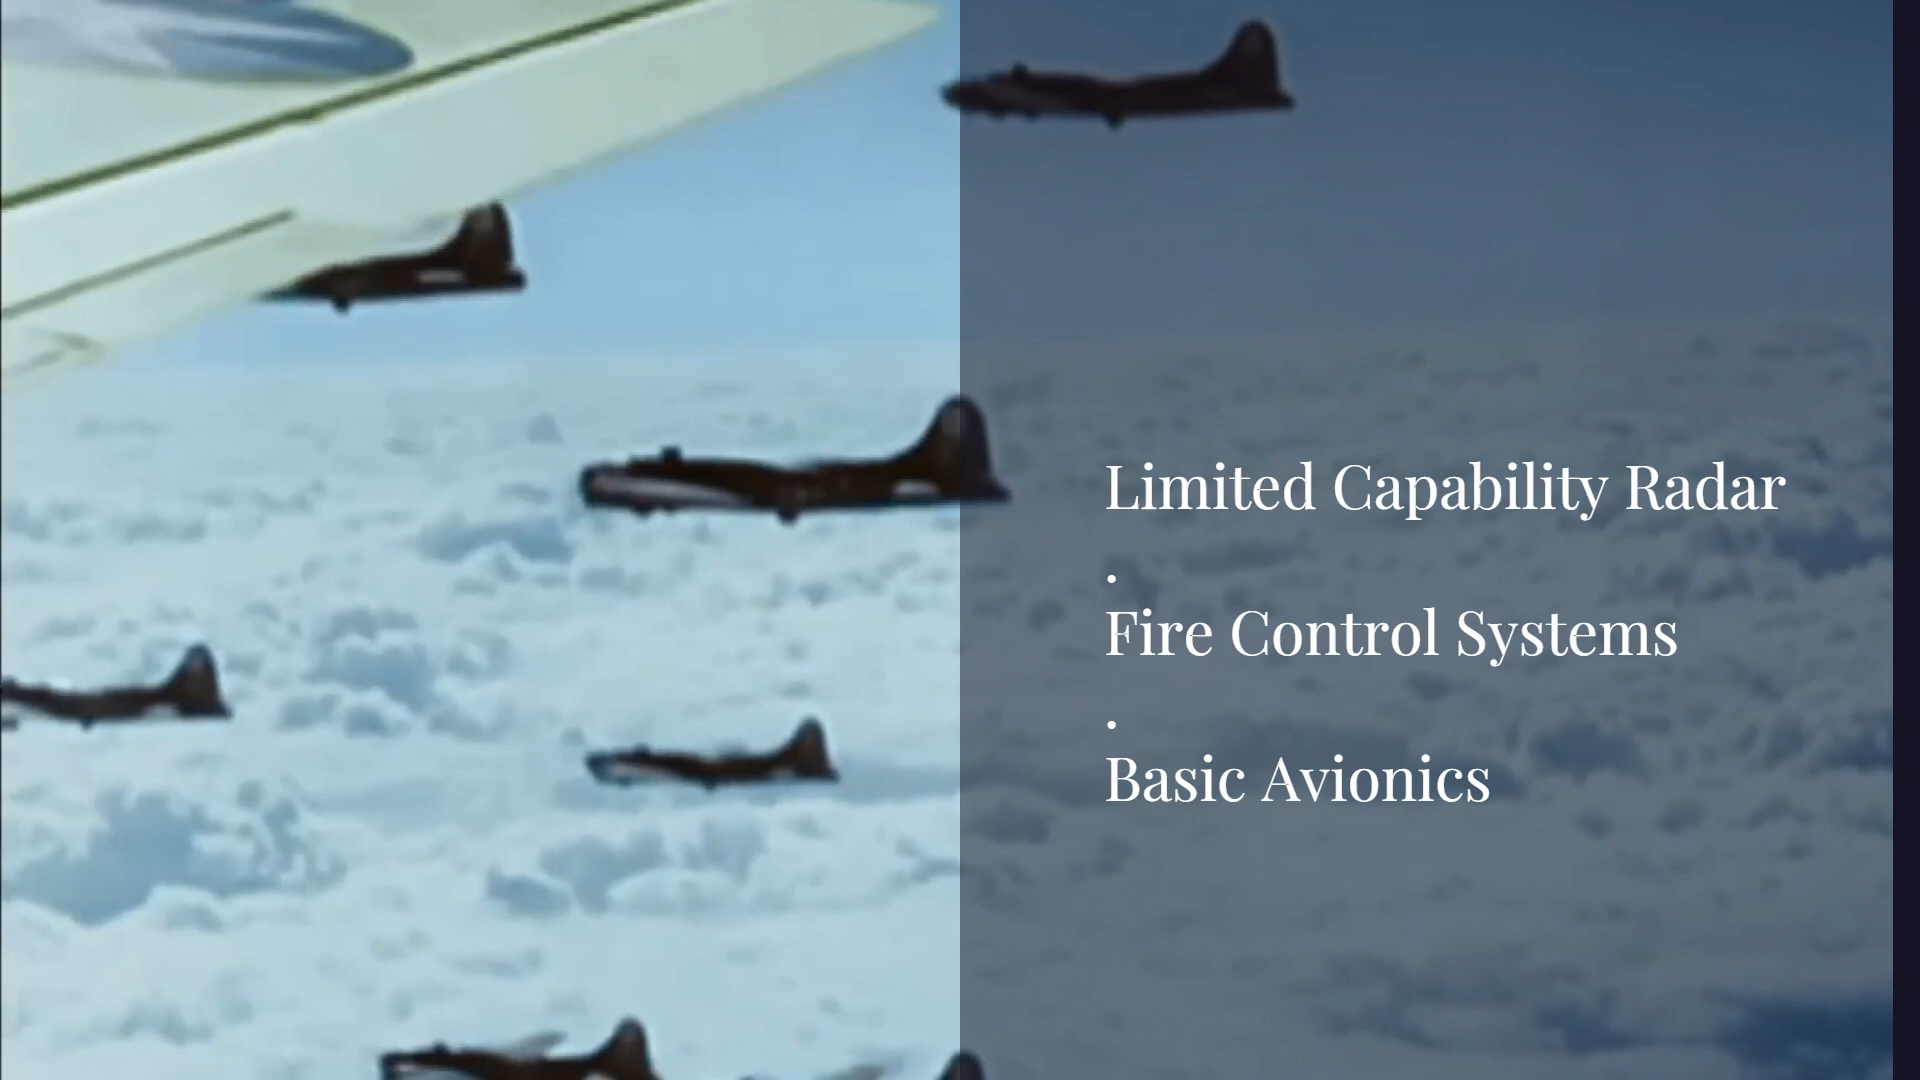 Limited Capability Radar
.
Fire Control Systems
.
Basic Avionics